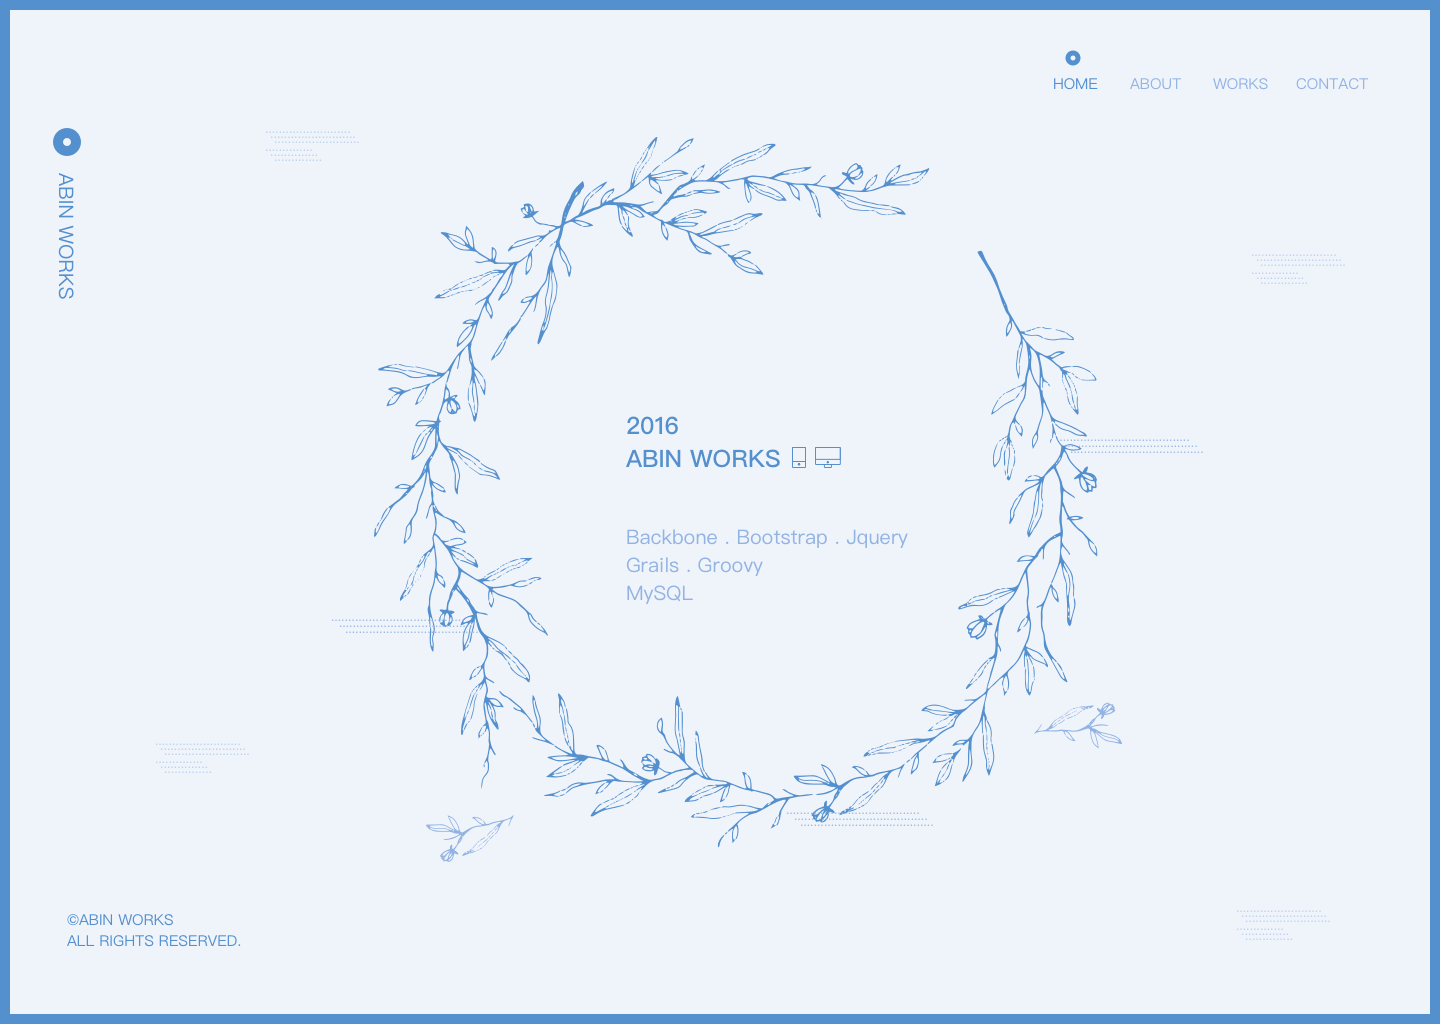 HOME ABOUT WORKS CONTACT
ABIN WORKS
2016
ABIN WORKS
Backbone . Bootstrap . Jquery
Grails . Groovy
MySQL
©ABIN WORKS
ALL RIGHTS RESERVED.